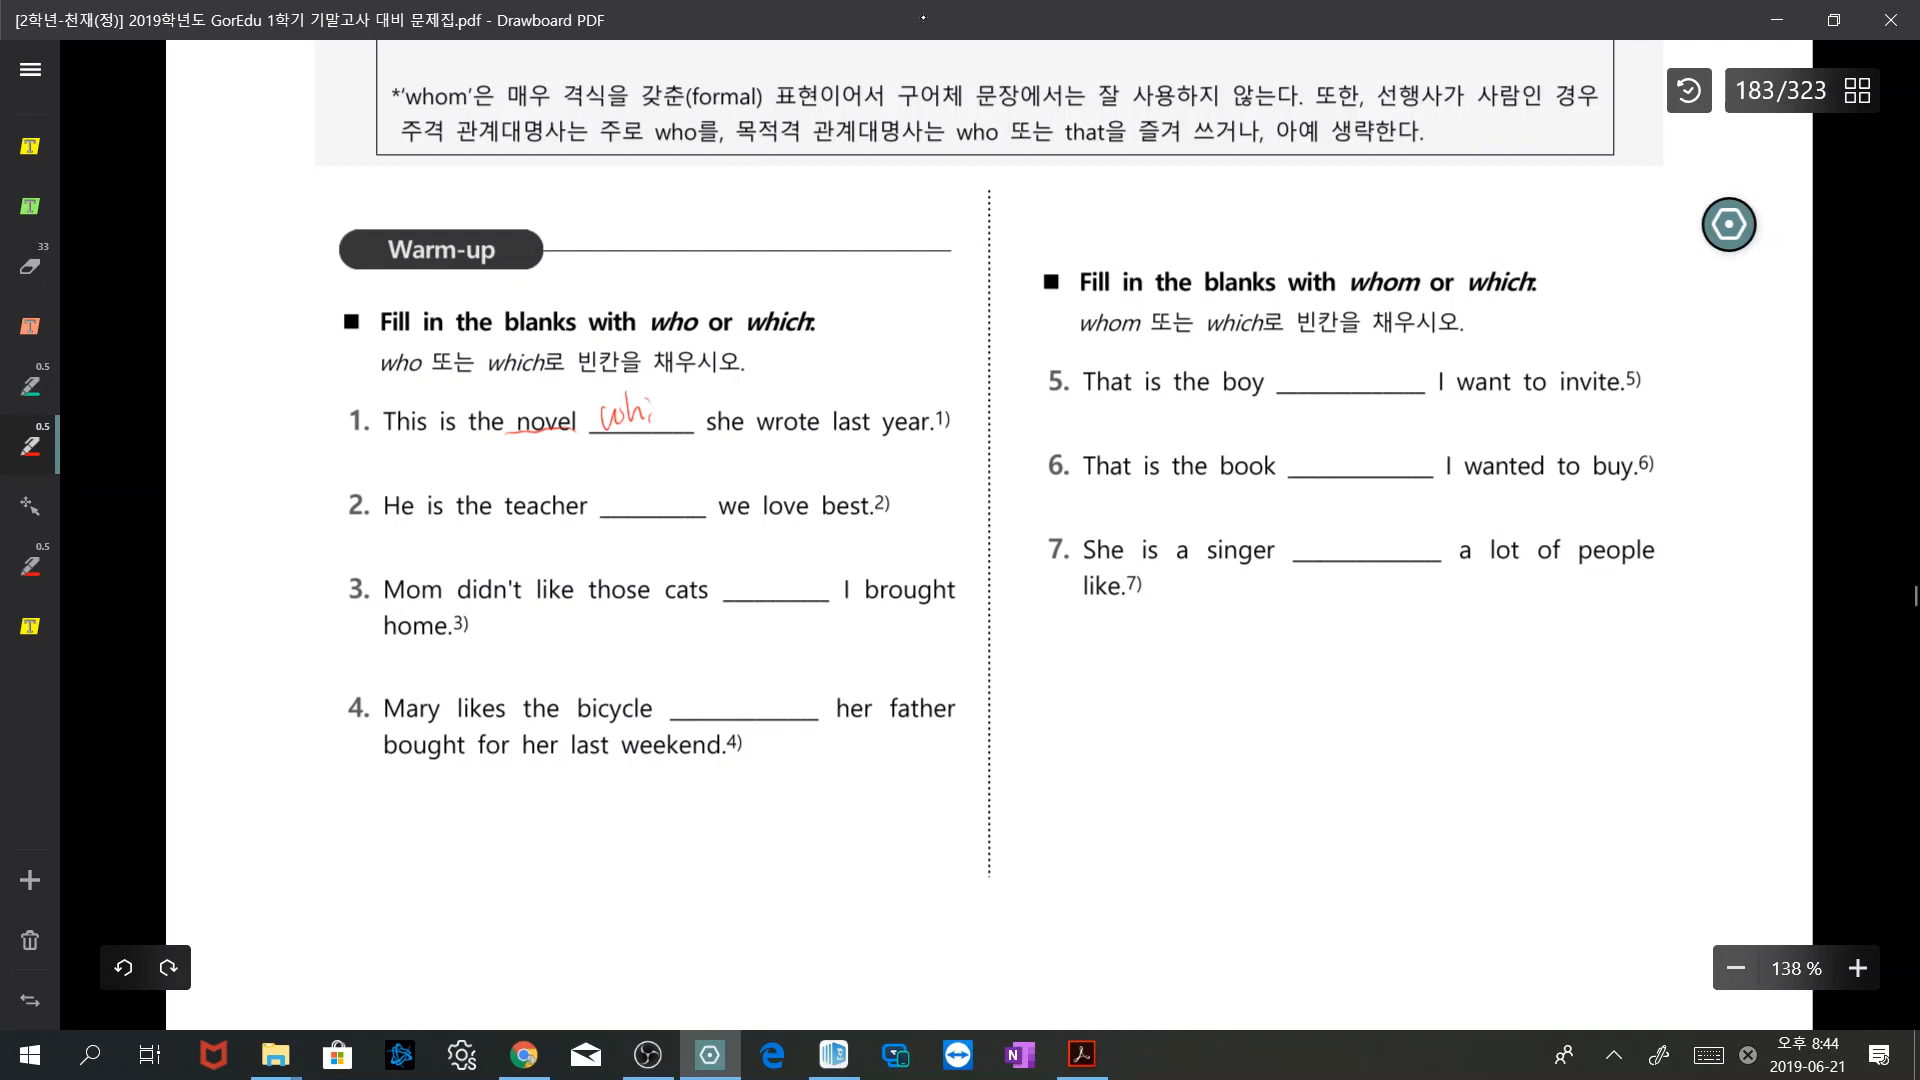 [2학년-천재(정)] 2019학년도 GorEdu 1학기 기말고사 대비 문제집.pdf - Drawboard PDF
183/323
*‘whom’은 매우 격식을 갖춘(formal) 표현이어서 구어체 문장에서는 잘 사용하지 않는다. 또한, 선행사가 사람인 경우
주격 관계대명사는 주로 who를, 목적격 관계대명사는 who 또는 that을 즐겨 쓰거나, 아예 생략한다.
T
T
33
T
0.5
0.5
0.5
T
Warm-up
■ Fill in the blanks with who or which.
who 또는 which로 빈칸을 채우시오.
1. This is the novel whi she wrote last year.1)
2. He is the teacher ________ we love best.2)
3. Mom didn't like those cats ________ I brought
home.3)
4. Mary likes the bicycle ___________ her father
bought for her last weekend.4)
■ Fill in the blanks with whom or which.
whom 또는 which로 빈칸을 채우시오.
5. That is the boy ___________ I want to invite.5)
6. That is the book ___________ I wanted to buy.6)
7. She is a singer ___________ a lot of people
like.7)
138 %
N
오후 8:44
2019-06-21